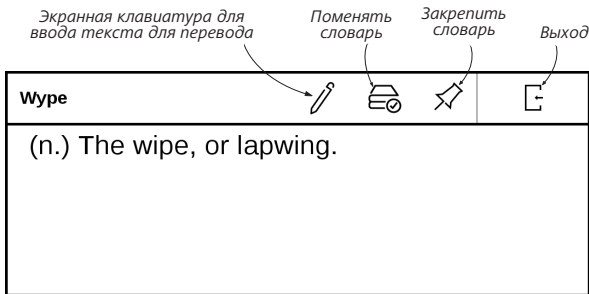 Экранная клавиатура для
ввода текста для перевода
Поменять
словарь
Закрепить
словарь
Выход
Wype
(n.) The wipe, or lapwing.